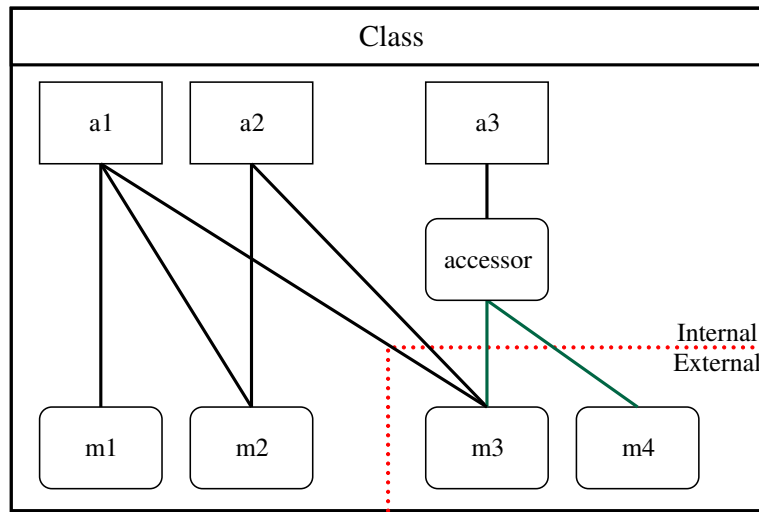 Class
a1
a2
a3
accessor
Internal
External
m1
m2
m3
m4